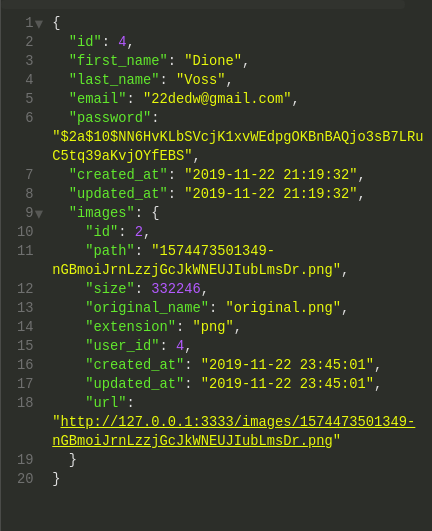 1 {
2 "id": 4,
3 "first_name": "Dione",
4 "last_name": "Voss",
5 "email": "22dedw@gmail.com",
6 "password":
"$2a$10$NN6HvKLbSVcjK1xvWEdpgOKBnBAQjo3sB7LRu
C5tq39aKvjOYfEBS",
7 "created_at": "2019-11-22 21:19:32",
8 "updated_at": "2019-11-22 21:19:32",
9 "images": {
10 "id": 2,
11 "path": "1574473501349-
nGBmoiJrnLzzjGcJkWNEUJIubLmsDr.png",
12 "size": 332246,
13 "original_name": "original.png",
14 "extension": "png",
15 "user_id": 4,
16 "created_at": "2019-11-22 23:45:01",
17 "updated_at": "2019-11-22 23:45:01",
18 "url":
"http://127.0.0.1:3333/images/1574473501349-
nGBmoiJrnLzzjGcJkWNEUJIubLmsDr.png"
19 }
20 }